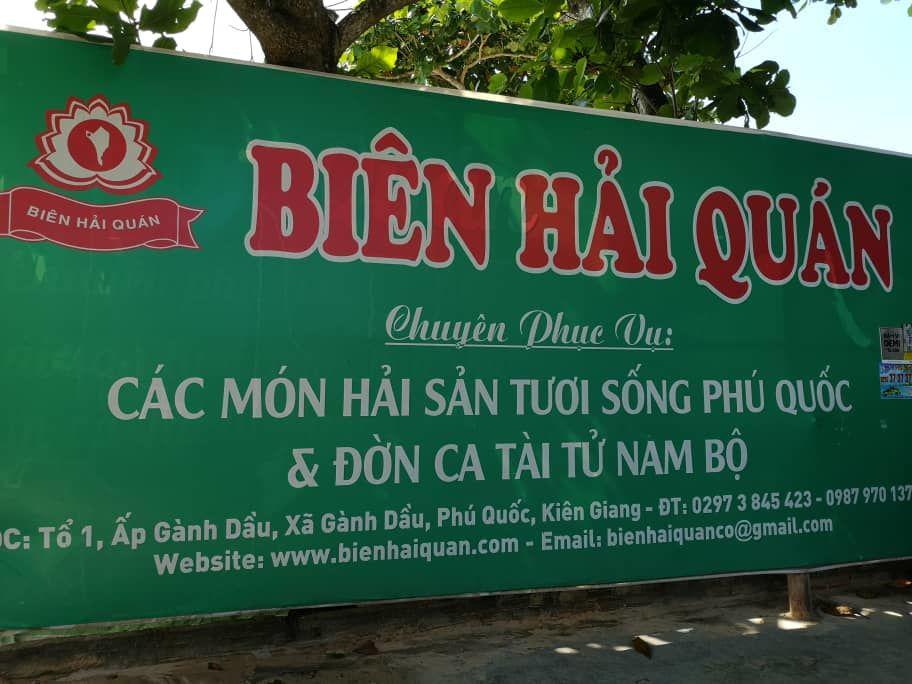 BIÊN HẢI QUÁN
BIÊN HẢI QUÁN
Chuyên Phục Vụ:
CÁC MÓN HẢI SẢN TƯƠI SỐNG PHÚ QUỐC
& ĐỜN CA TÀI TỬ NAM BỘ
ĐC: Tổ 1, Ấp Gành Dầu, Xã Gành Dầu, Phú Quốc, Kiên Giang - ĐT: 0297 3 845 423 - 0987 970 137
Website: www.bienhaiquan.com - Email: bienhaiquanco@gmail.com